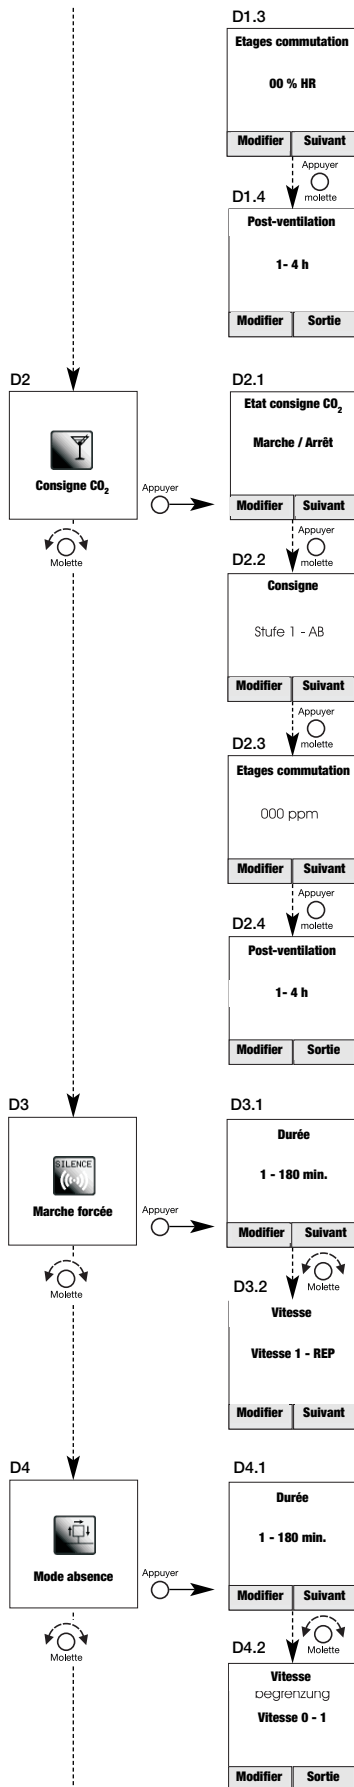 D1.3
Etages commutation
00 % HR
Modifier Suivant
Appuyer
molette
D1.4
Post-ventilation
1- 4 h
Modifier Sortie
D2
Consigne CO2
Appuyer
Molette
D2.1
Etat consigne CO2
Marche / Arrêt
Modifier Suivant
Appuyer
molette
D2.2
Consigne
Stufe 1 - AB
Modifier Suivant
Appuyer
molette
D2.3
Etages commutation
000 ppm
Modifier Suivant
Appuyer
molette
D2.4
Post-ventilation
1- 4 h
Modifier Sortie
D3
SILENCE
Marche forcée
Appuyer
Molette
D3.1
Durée
1 - 180 min.
Modifier Suivant
Molette
D3.2
Vitesse
Vitesse 1 - REP
Modifier Suivant
D4
Mode absence
Appuyer
Molette
D4.1
Durée
1 - 180 min.
Modifier Suivant
Molette
D4.2
Vitesse
begrenzung
Vitesse 0 - 1
Modifier Sortie